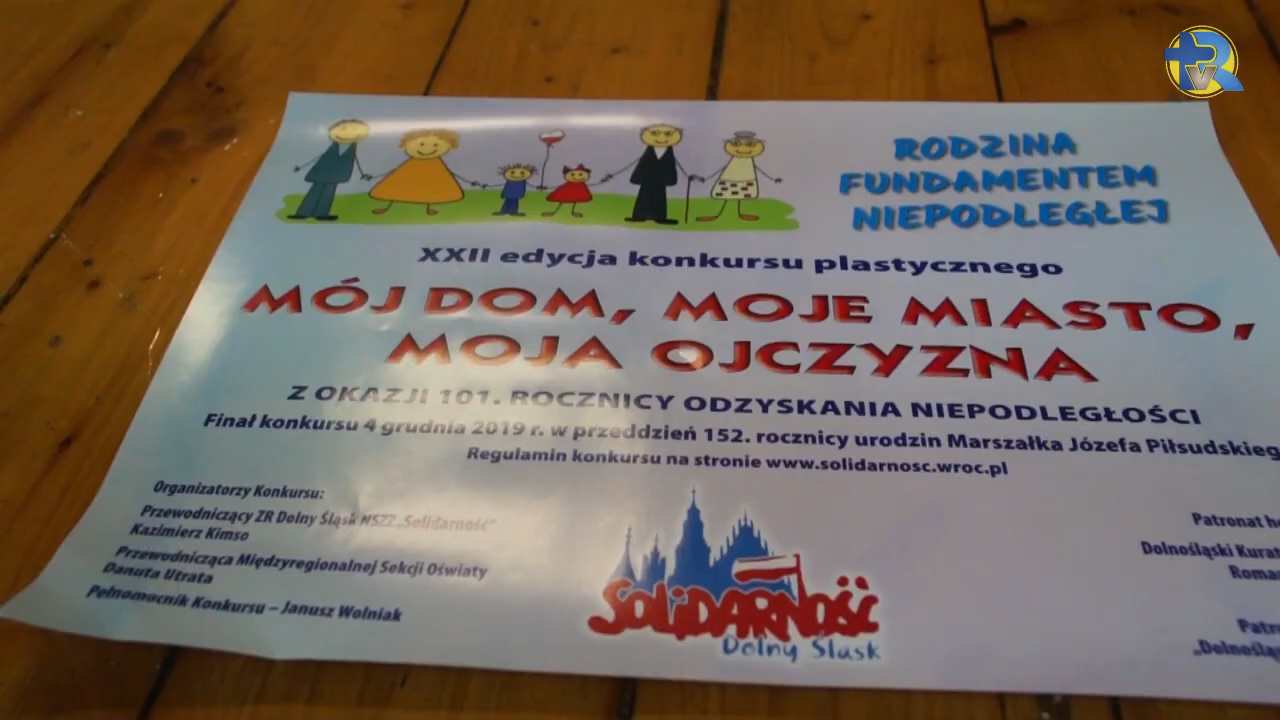 RODZINA
FUNDAMENTEM
NIEPODLEGŁEJ
XXII edycja konkursu plastycznego
MÓJ DOM, MOJE MIASTO,
MOJA OJCZYZNA
Z OKAZJI 101. ROCZNICY ODZYSKANIA NIEPODLEGŁOŚCI
Finał konkursu 4 grudnia 2019 r. w przeddzień 152. rocznicy urodzin Marszałka Józefa
Regulamin konkursu na stronie www.solidarnosc.wroc.pl
Organizatorzy Konkursu:
Przewodniczący ZR Dolny Śląsk NSZZ „Solidarność”
Kazimierz Kimso
Przewodnicząca Międzyregionalnej Sekcji Oświaty
Danuta Utrata
Pełnomocnik Konkursu – Janusz Wolniak
SOLIDARNOŚĆ
Dolny Śląsk
Patronat
Dolnośląski
TVR